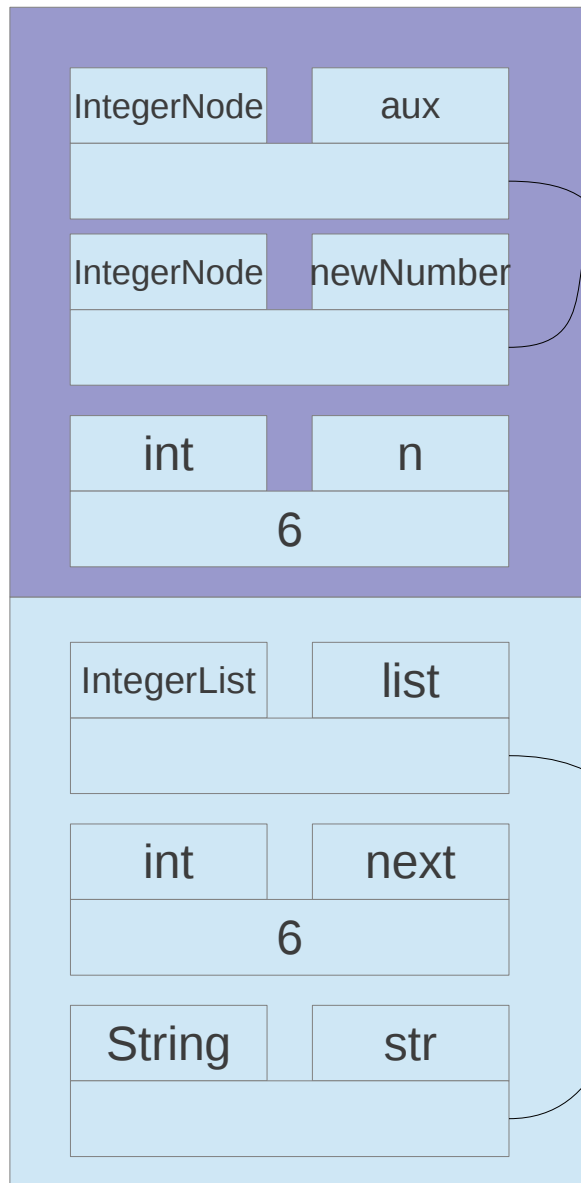 IntegerNode aux
IntegerNode newNumber
int n
6
IntegerList list
int next
6
String str